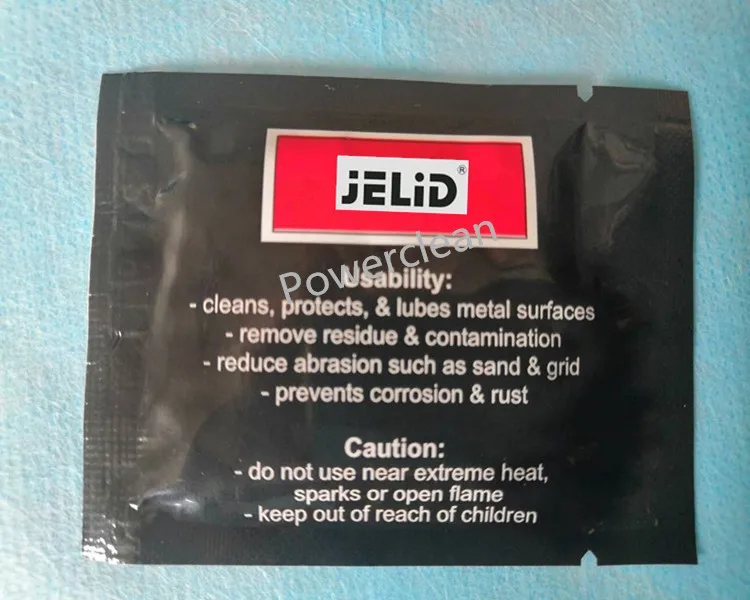 JELiD®
Powerclean
Usability:
- cleans, protects, & lubes metal surfaces
- remove residue & contamination
- reduce abrasion such as sand & grid
- prevents corrosion & rust
Caution:
- do not use near extreme heat,
sparks or open flame
- keep out of reach of children